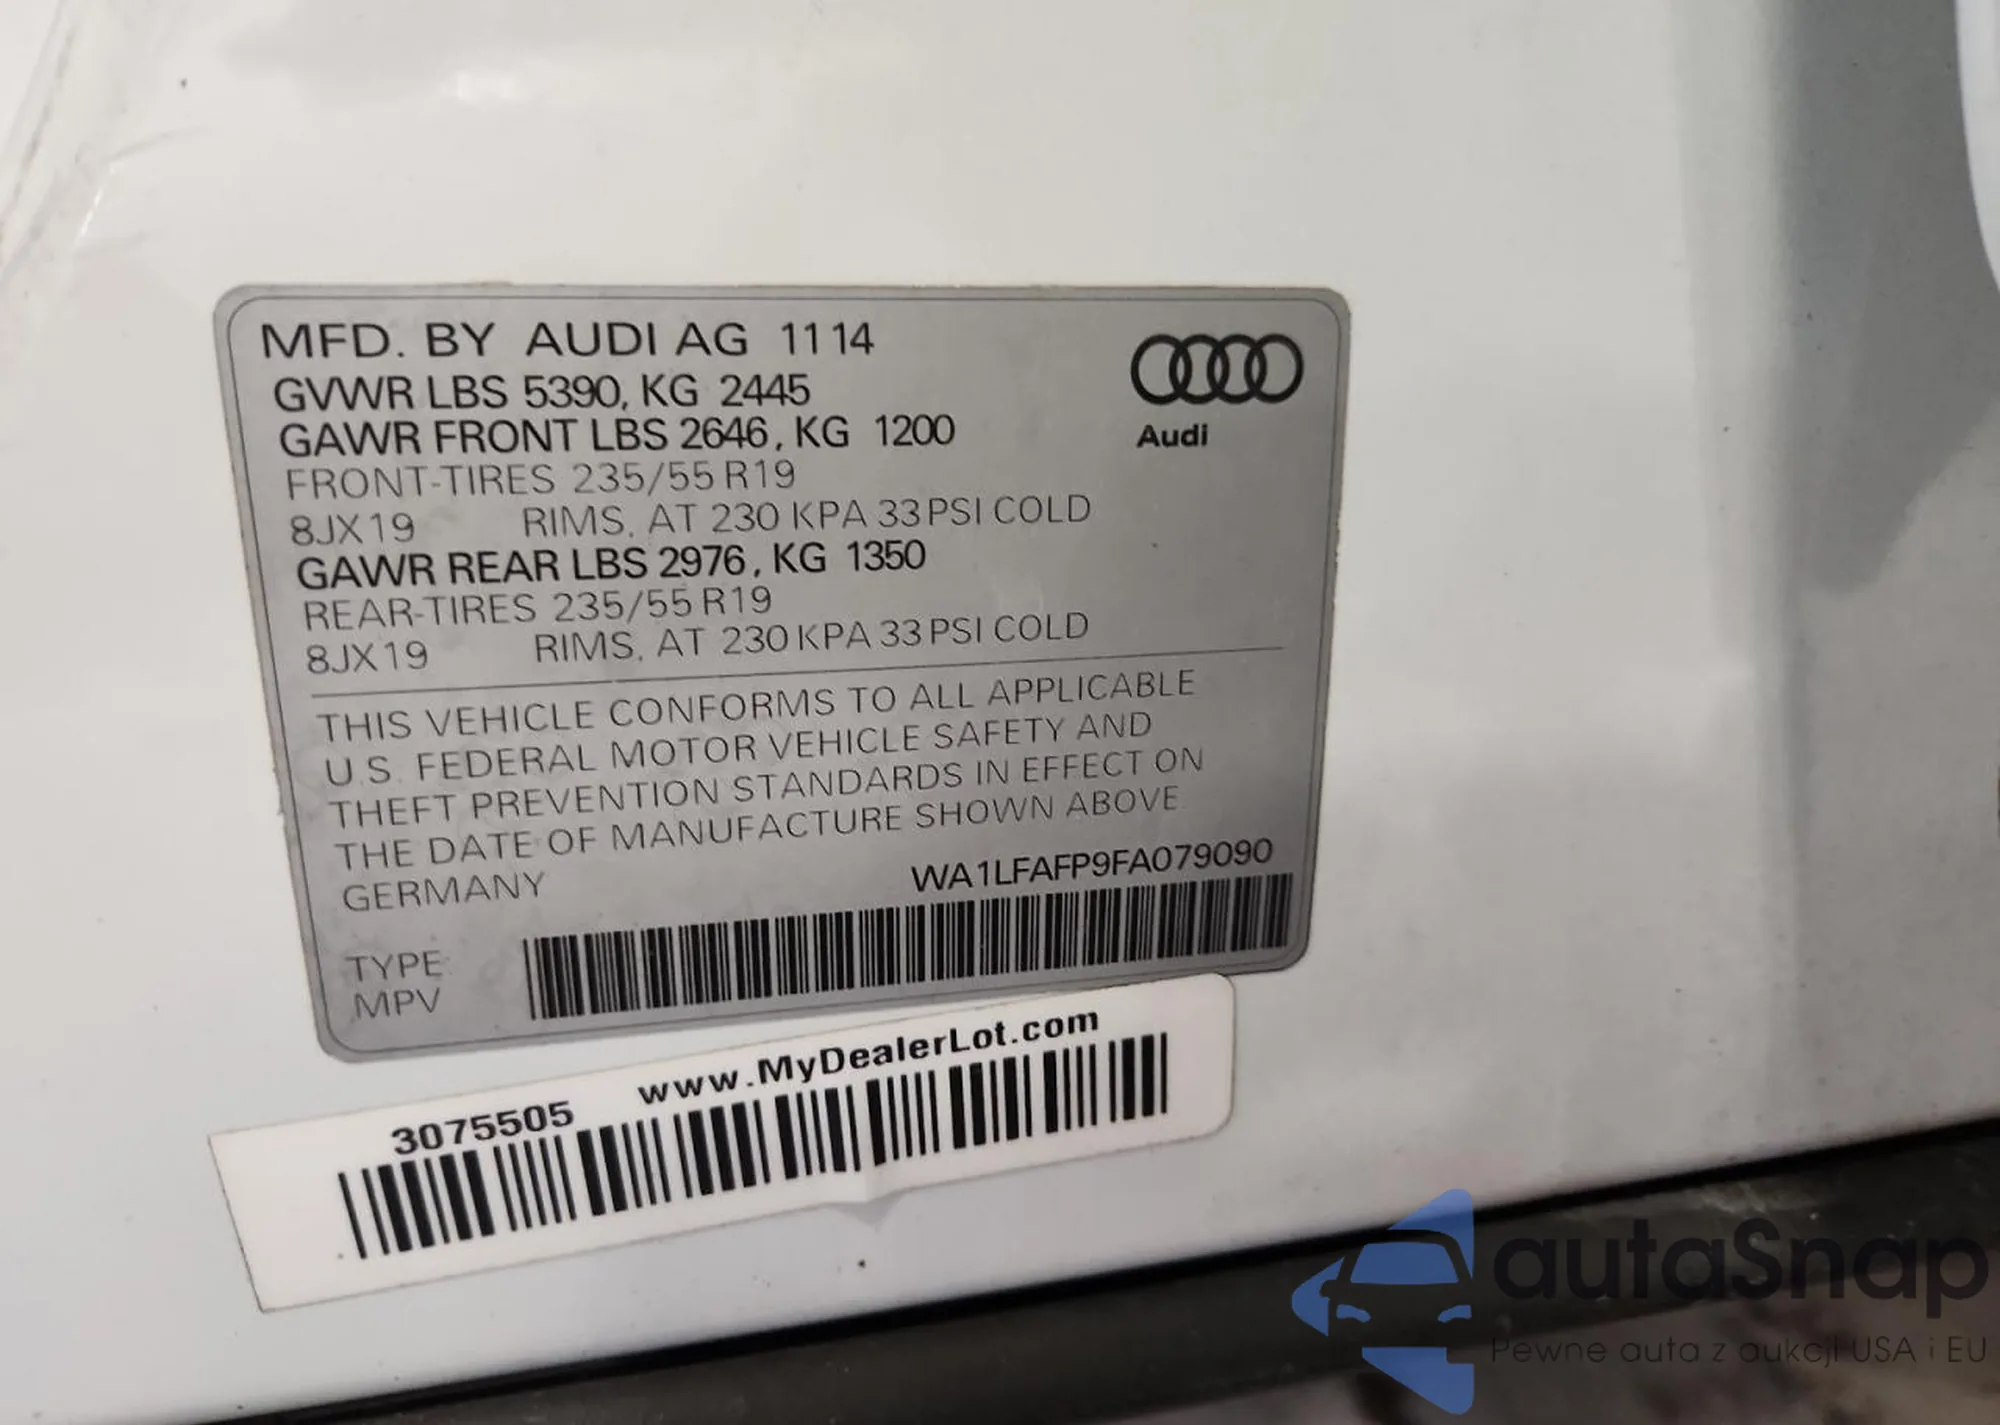 MFD. BY AUDI AG 11 14
GVWR LBS 5390, KG 2445
GAWR FRONT LBS 2646, KG 1200
FRONT-TIRES 235/55 R19
8JX19 RIMS, AT 230 KPA 33 PSI COLD
GAWR REAR LBS 2976, KG 1350
REAR-TIRES 235/55 R19
8JX19 RIMS, AT 230 KPA 33 PSI COLD
Audi
THIS VEHICLE CONFORMS TO ALL APPLICABLE
U.S. FEDERAL MOTOR VEHICLE SAFETY AND
THEFT PREVENTION STANDARDS IN EFFECT ON
THE DATE OF MANUFACTURE SHOWN ABOVE
GERMANY WA1LFAFP9FA079090
TYPE:
MPV
3075505 www.MyDealerLot.com
autaSnap
Pewne auta z aukcji USA i EU